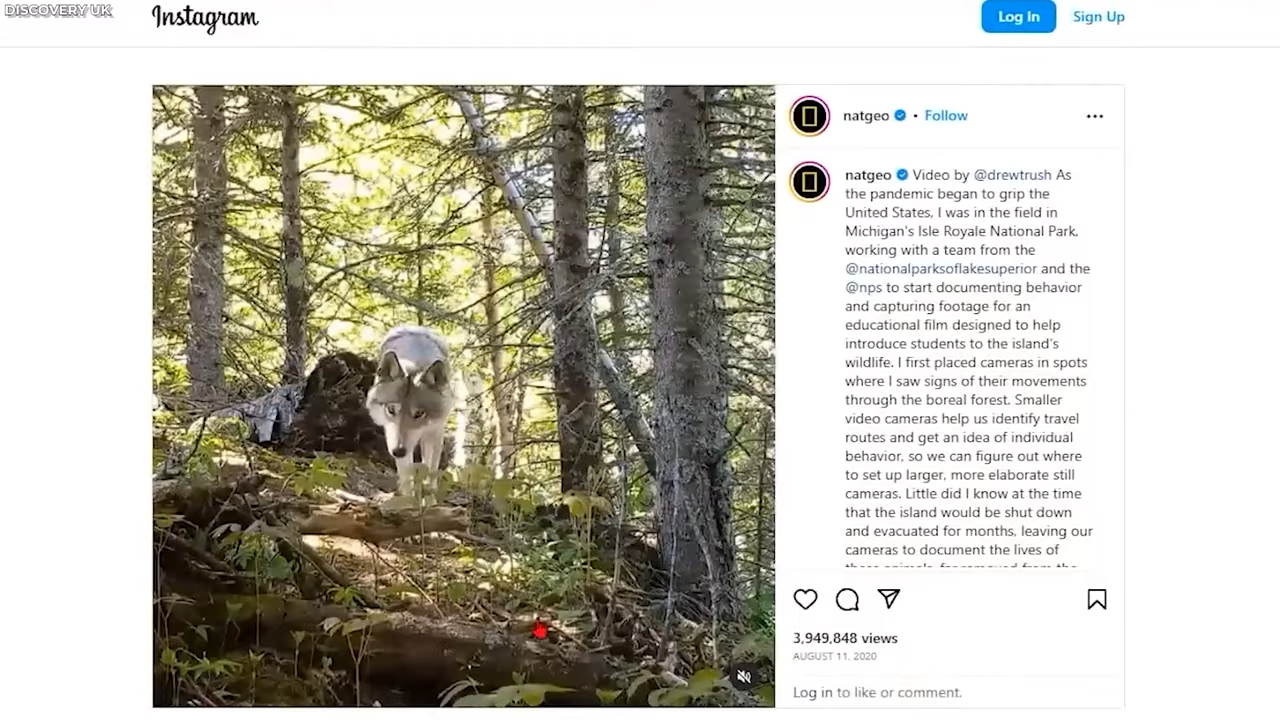 DISCOVERY UK
Instagram
Log In
Sign Up
natgeo • Follow
natgeo Video by @drewtrush As
the pandemic began to grip the
United States, I was in the field in
Michigan's Isle Royale National Park,
working with a team from the
@nationalparksoflakesuperior and the
@nps to start documenting behavior
and capturing footage for an
educational film designed to help
introduce students to the island's
wildlife. I first placed cameras in spots
where I saw signs of their movements
through the boreal forest. Smaller
video cameras help us identify travel
routes and get an idea of individual
behavior, so we can figure out where
to set up larger, more elaborate still
cameras. Little did I know at the time
that the island would be shut down
and evacuated for months, leaving our
cameras to document the lives of
3,949,848 views
AUGUST 11, 2020
Log in to like or comment.